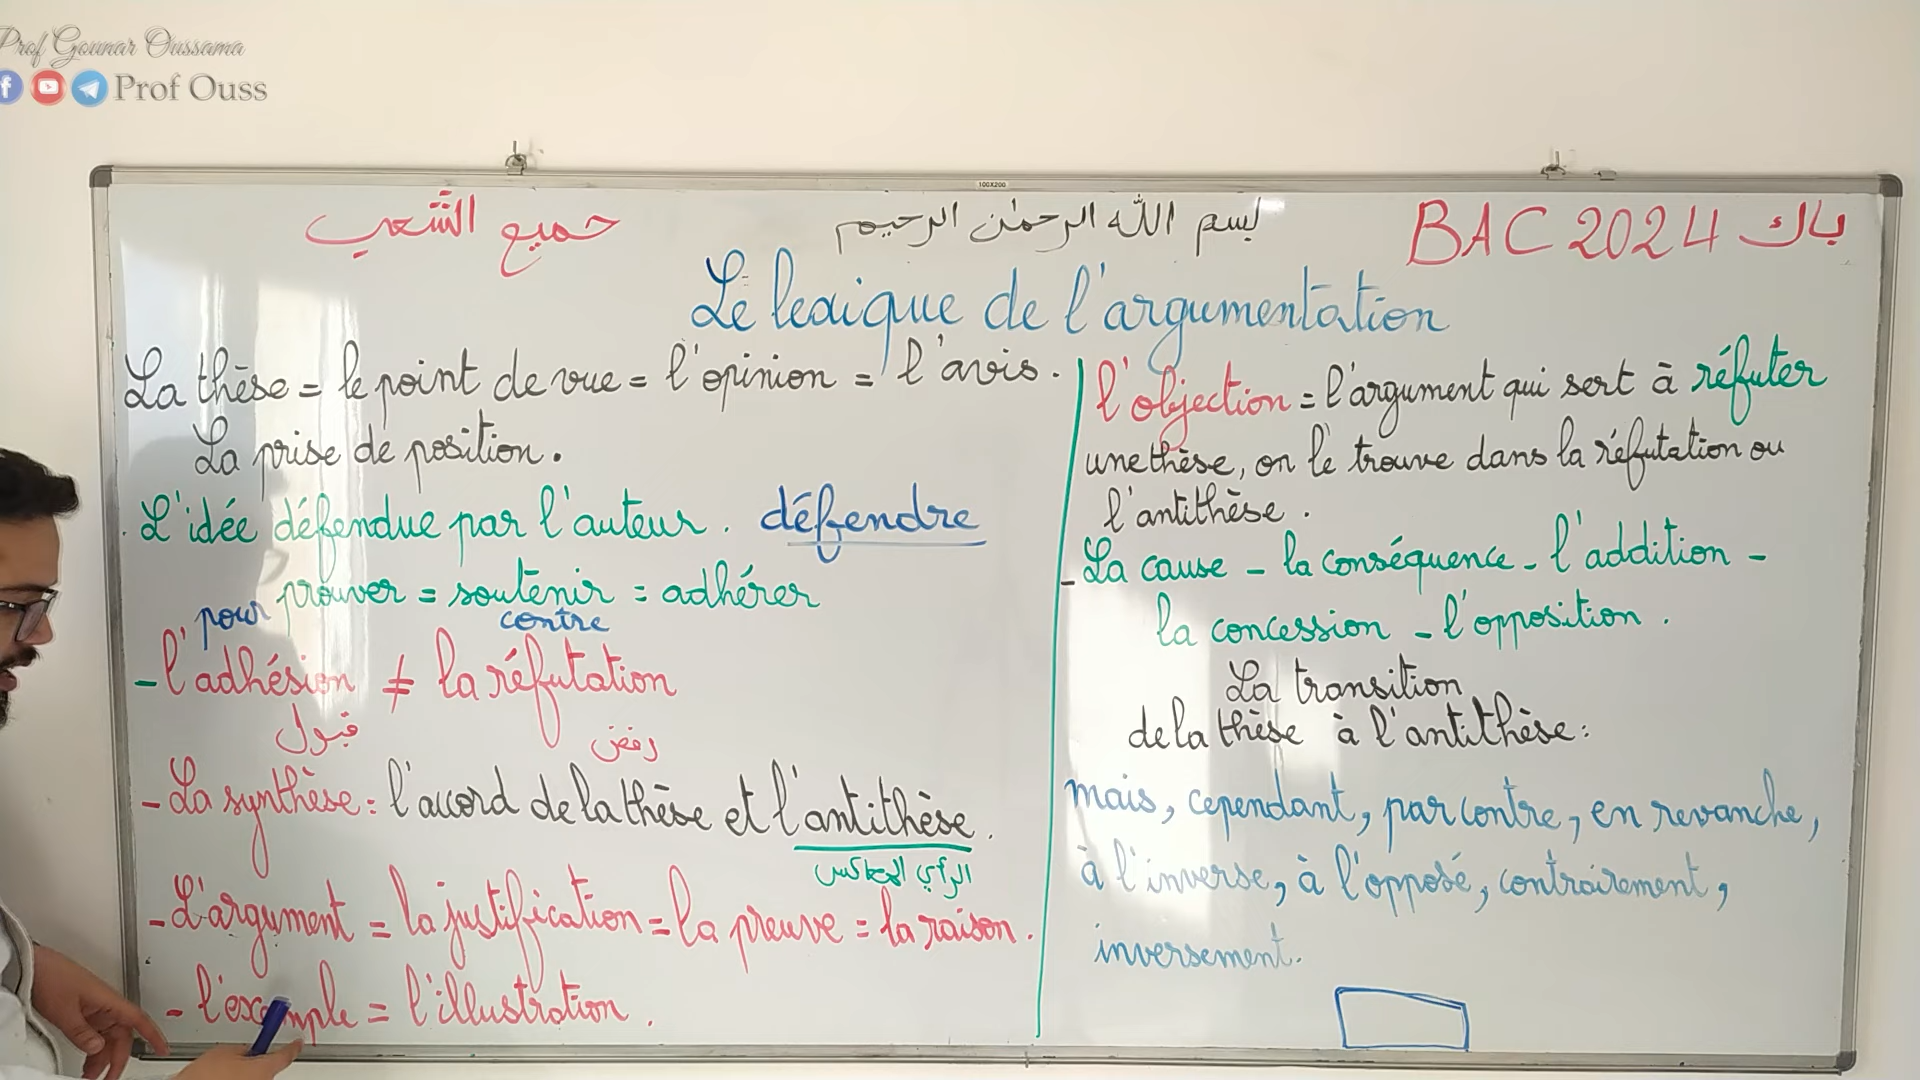 Prof Gounar Oussama
Prof Ouss
100X200
جميع الشعب
بسم الله الرحمن الرحيم
BAC 2024 باك
Le lexique de l'argumentation
La thèse = le point de vue = l'opinion = l'avis.
La prise de position.
. L'idée défendue par l'auteur. défendre
prouver = soutenir = adhérer
pour contre
- l'adhésion ≠ la réfutation
قبول رفض
- La synthèse : l'accord de la thèse et l'antithèse.
الرأي المعاكس
- L'argument = la justification = la preuve = la raison.
- l'exemple = l'illustration.
l'objection = l'argument qui sert à réfuter
une thèse, on le trouve dans la réfutation ou
l'antithèse.
- La cause - la conséquence - l'addition -
la concession - l'opposition.
La transition
de la thèse à l'antithèse :
mais, cependant, par contre, en revanche,
à l'inverse, à l'opposé, contrairement,
inversement.